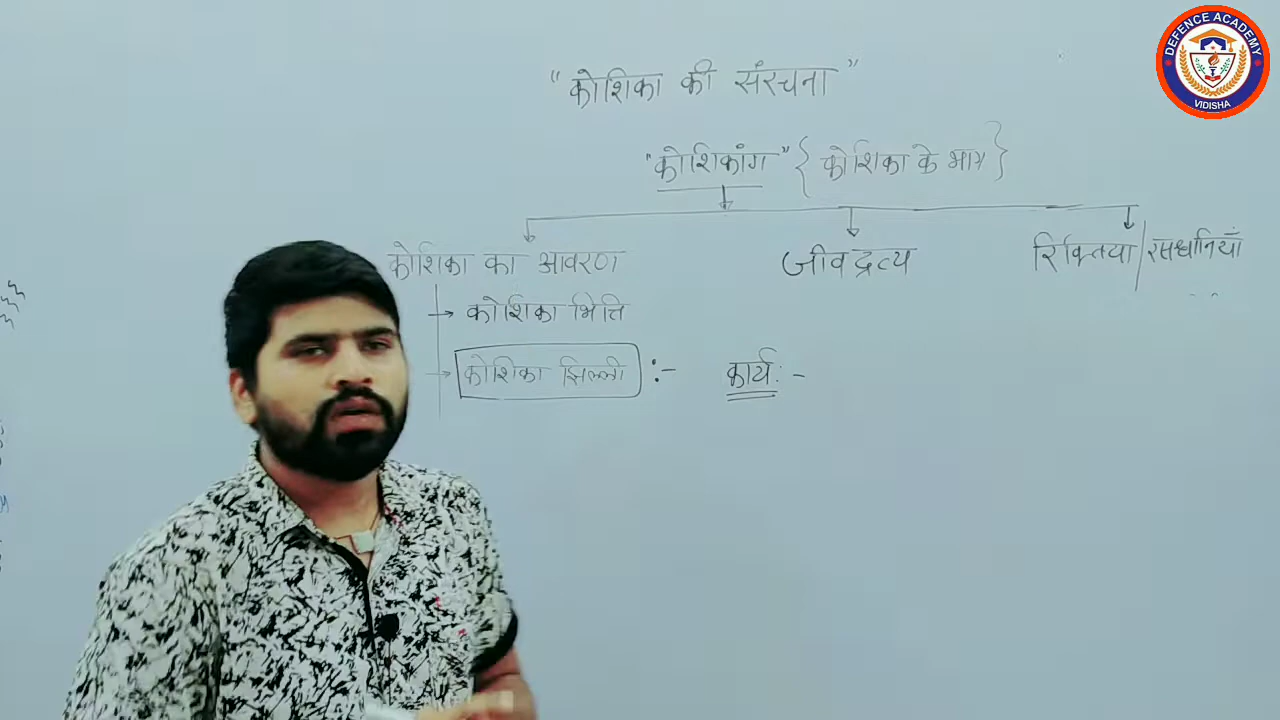 DEFENCE ACADEMY
VIDISHA
"कोशिका की संरचना"
"कोशिकांग" { कोशिका के भाग }
कोशिका का आवरण जीवद्रव्य रिक्तिया / रसधानियाँ
→ कोशिका भित्ति
→ कोशिका झिल्ली :- कार्य :-